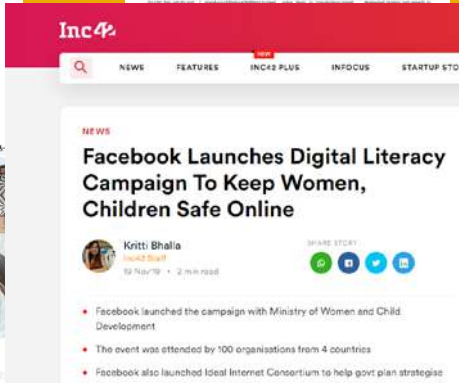 Inc42
NEW
NEWS FEATURES INC42 PLUS INFOCUS STARTUP STO
NEWS
Facebook Launches Digital Literacy
Campaign To Keep Women,
Children Safe Online
Kritti Bhalla
SHARE STORY
Inc42 Staff
19 Nov'19 • 2 min read
• Facebook launched the campaign with Ministry of Women and Child
Development
• The event was attended by 100 organisations from 4 countries
• Facebook also launched Ideal Internet Consortium to help govt plan strategise